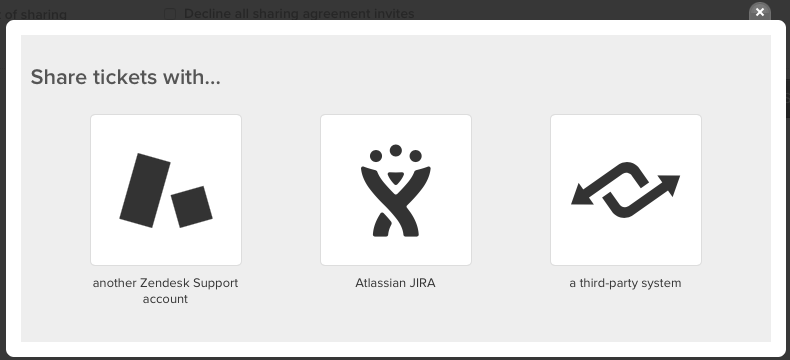 of sharing
Decline all sharing agreement invites
Share tickets with...
another Zendesk Support
account
Atlassian JIRA
a third-party system